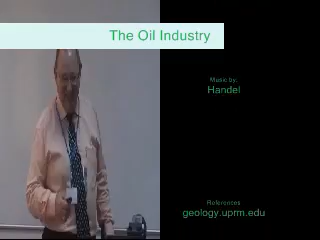 The Oil Industry
Music by:
Handel
References
geology.uprm.edu